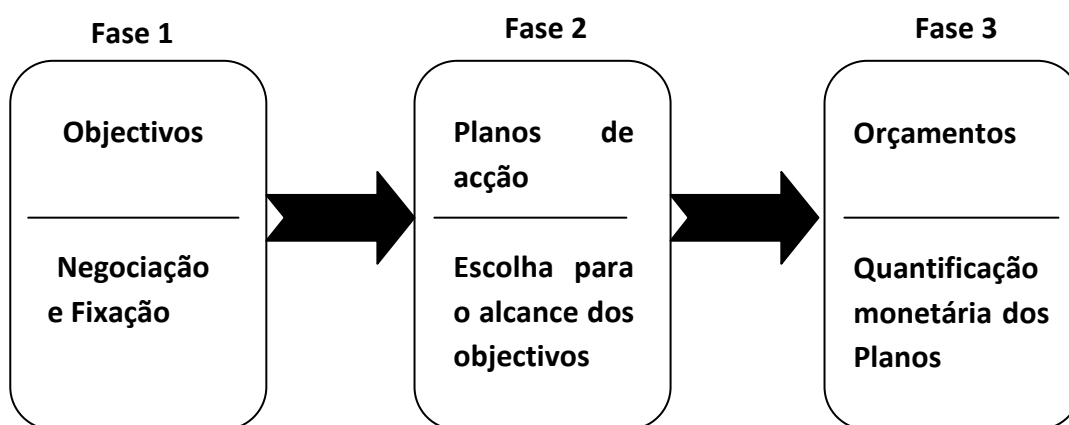 Fase 1
Objectivos
Negociação
e Fixação
Fase 2
Planos de
acção
Escolha para
o alcance dos
objectivos
Fase 3
Orçamentos
Quantificação
monetária dos
Planos